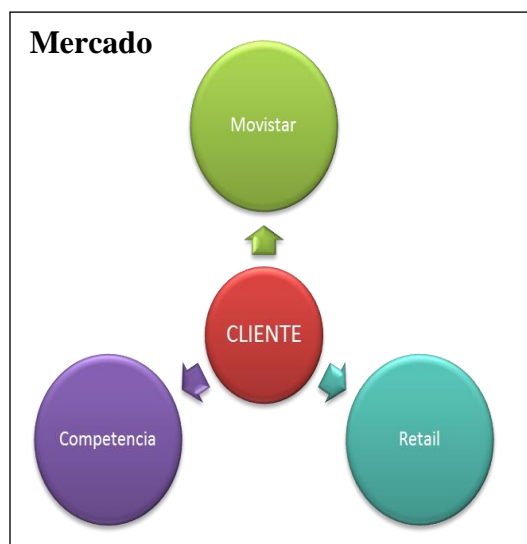 Mercado
Movistar
CLIENTE
Competencia
Retail